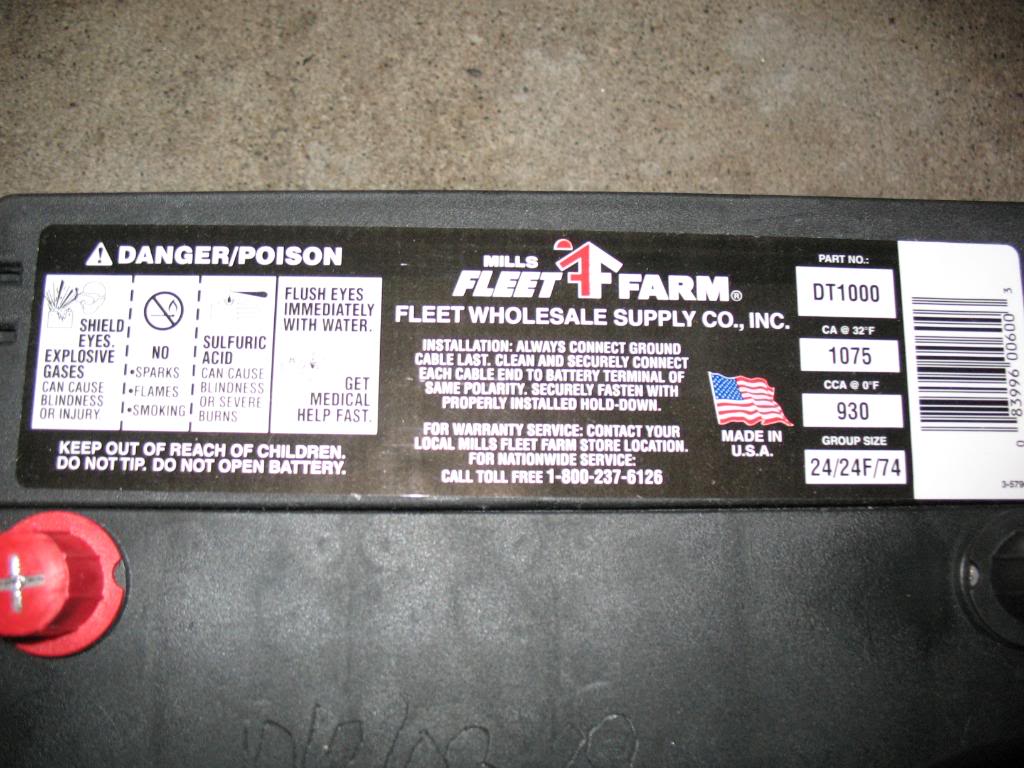 DANGER/POISON
SHIELD
EYES.
EXPLOSIVE
GASES
CAN CAUSE
BLINDNESS
OR INJURY.
NO
•SPARKS
•FLAMES
•SMOKING
SULFURIC
ACID
CAN CAUSE
BLINDNESS
OR SEVERE
BURNS
FLUSH EYES
IMMEDIATELY
WITH WATER.
GET
MEDICAL
HELP FAST.
KEEP OUT OF REACH OF CHILDREN.
DO NOT TIP. DO NOT OPEN BATTERY.
MILLS
FLEET FARM®
FLEET WHOLESALE SUPPLY CO., INC.
INSTALLATION: ALWAYS CONNECT GROUND
CABLE LAST. CLEAN AND SECURELY CONNECT
EACH CABLE END TO BATTERY TERMINAL OF
SAME POLARITY. SECURELY FASTEN WITH
PROPERLY INSTALLED HOLD-DOWN.
FOR WARRANTY SERVICE: CONTACT YOUR
LOCAL MILLS FLEET FARM STORE LOCATION.
FOR NATIONWIDE SERVICE:
CALL TOLL FREE 1-800-237-6126
MADE IN
U.S.A.
PART NO.:
DT1000
CA @ 32°F
1075
CCA @ 0°F
930
GROUP SIZE
24/24F/74
0 83996 00600 3
3-579